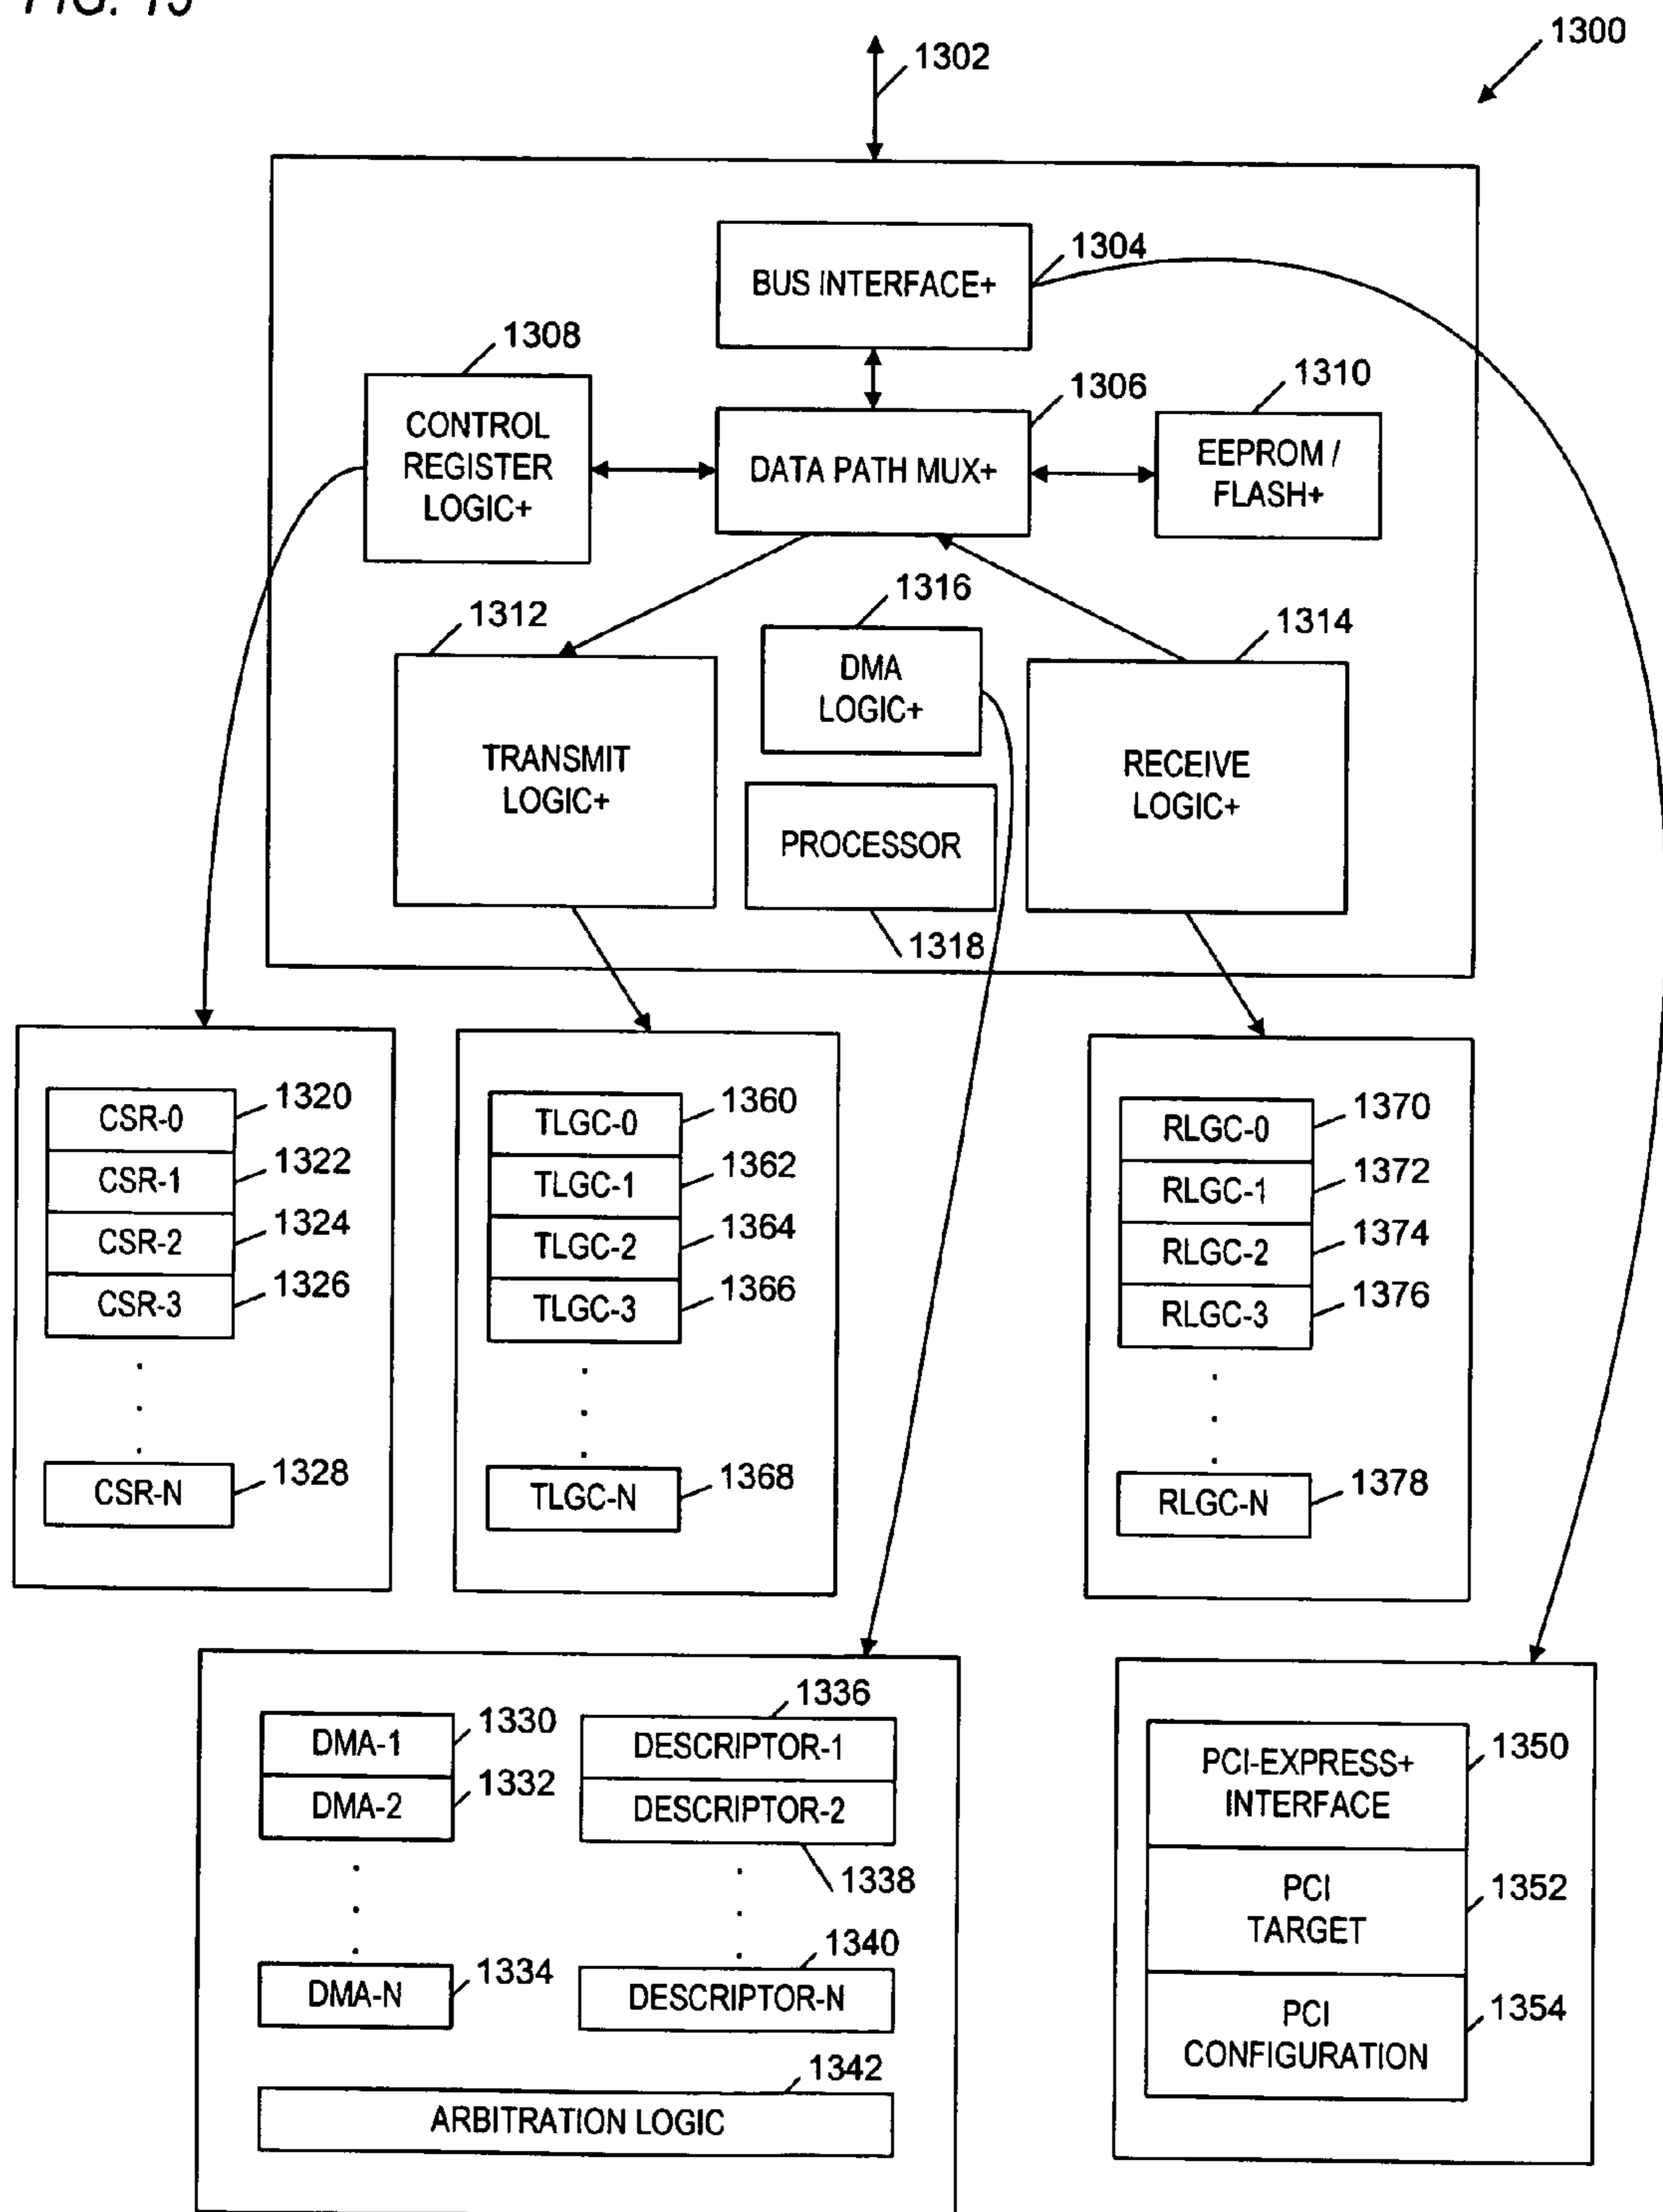 FIG. 13
1300
1302
1304
BUS INTERFACE+
1308
CONTROL
REGISTER
LOGIC+
1306
DATA PATH MUX+
1310
EEPROM /
FLASH+
1312
TRANSMIT
LOGIC+
1316
DMA
LOGIC+
1314
RECEIVE
LOGIC+
PROCESSOR
1318
CSR-0
1320
CSR-1
1322
CSR-2
1324
CSR-3
1326
CSR-N
1328
TLGC-0
1360
TLGC-1
1362
TLGC-2
1364
TLGC-3
1366
TLGC-N
1368
RLGC-0
1370
RLGC-1
1372
RLGC-2
1374
RLGC-3
1376
RLGC-N
1378
DMA-1
1330
DMA-2
1332
DMA-N
1334
1336
DESCRIPTOR-1
DESCRIPTOR-2
1338
1340
DESCRIPTOR-N
1342
ARBITRATION LOGIC
PCI-EXPRESS+
INTERFACE
1350
PCI
TARGET
1352
PCI
CONFIGURATION
1354